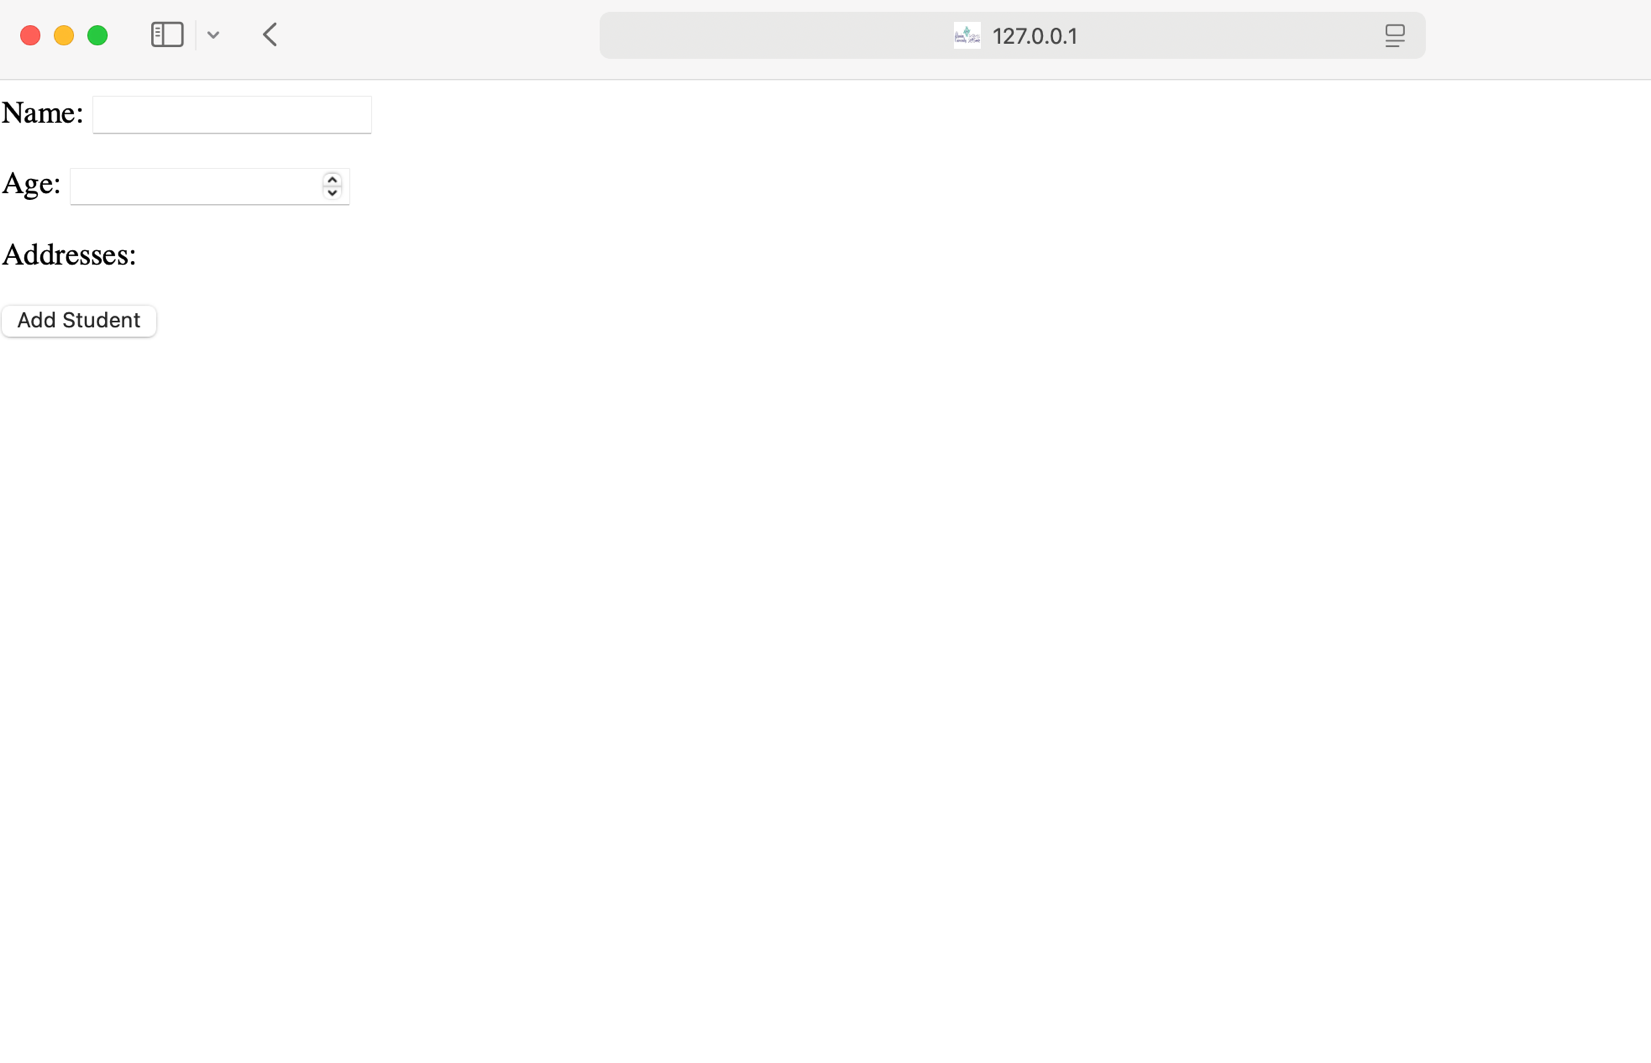 127.0.0.1
Name:
Age:
Addresses:
Add Student